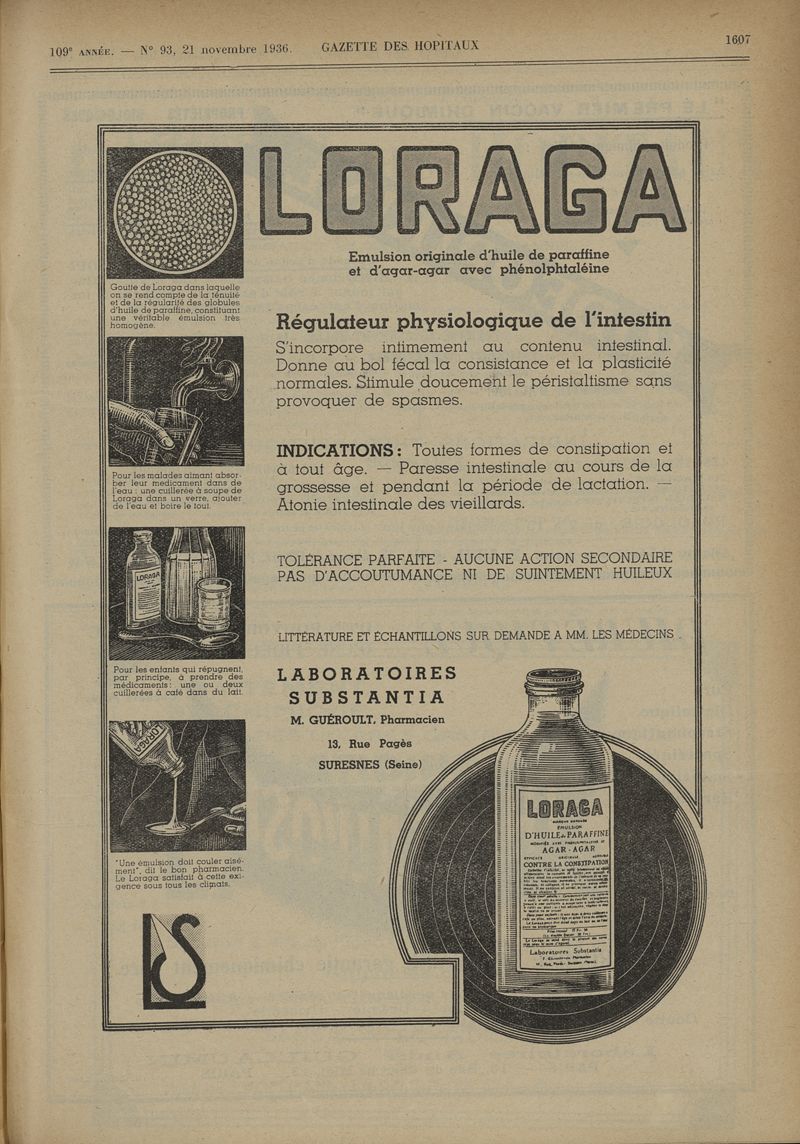 109e ANNÉE. — N° 93, 21 novembre 1936.
GAZETTE DES HOPITAUX
1607
LORAGA
Emulsion originale d'huile de paraffine
et d'agar-agar avec phénolphtaléine
Goutte de Loraga dans laquelle
on se rend compte de la ténuité
et de la régularité des globules
d'huile de paraffine, constituant
une véritable émulsion très
homogène.
Régulateur physiologique de l'intestin
S'incorpore intimement au contenu intestinal.
Donne au bol fécal la consistance et la plasticité
normales. Stimule doucement le péristaltisme sans
provoquer de spasmes.
Pour les malades aimant absor-
ber leur médicament dans de
l'eau : une cuillerée à soupe de
Loraga dans un verre, ajouter
de l'eau et boire le tout.
INDICATIONS : Toutes formes de constipation et
à tout âge. — Paresse intestinale au cours de la
grossesse et pendant la période de lactation. —
Atonie intestinale des vieillards.
LORAGA
Pour les enfants qui répugnent,
par principe, à prendre des
médicaments : une ou deux
cuillerées à café dans du lait.
TOLÉRANCE PARFAITE - AUCUNE ACTION SECONDAIRE
PAS D'ACCOUTUMANCE NI DE SUINTEMENT HUILEUX
LITTÉRATURE ET ÉCHANTILLONS SUR DEMANDE A MM. LES MÉDECINS.
LABORATOIRES
SUBSTANTIA
M. GUÉROULT, Pharmacien
13, Rue Pagès
SURESNES (Seine)
LORAGA
"Une émulsion doit couler aisé-
ment", dit le bon pharmacien.
Le Loraga satisfait à cette exi-
gence sous tous les climats.
LS
LORAGA
EMULSION
D'HUILE de PARAFFINE
AGAR-AGAR
CONTRE LA CONSTIPATION
Laboratoires Substantia